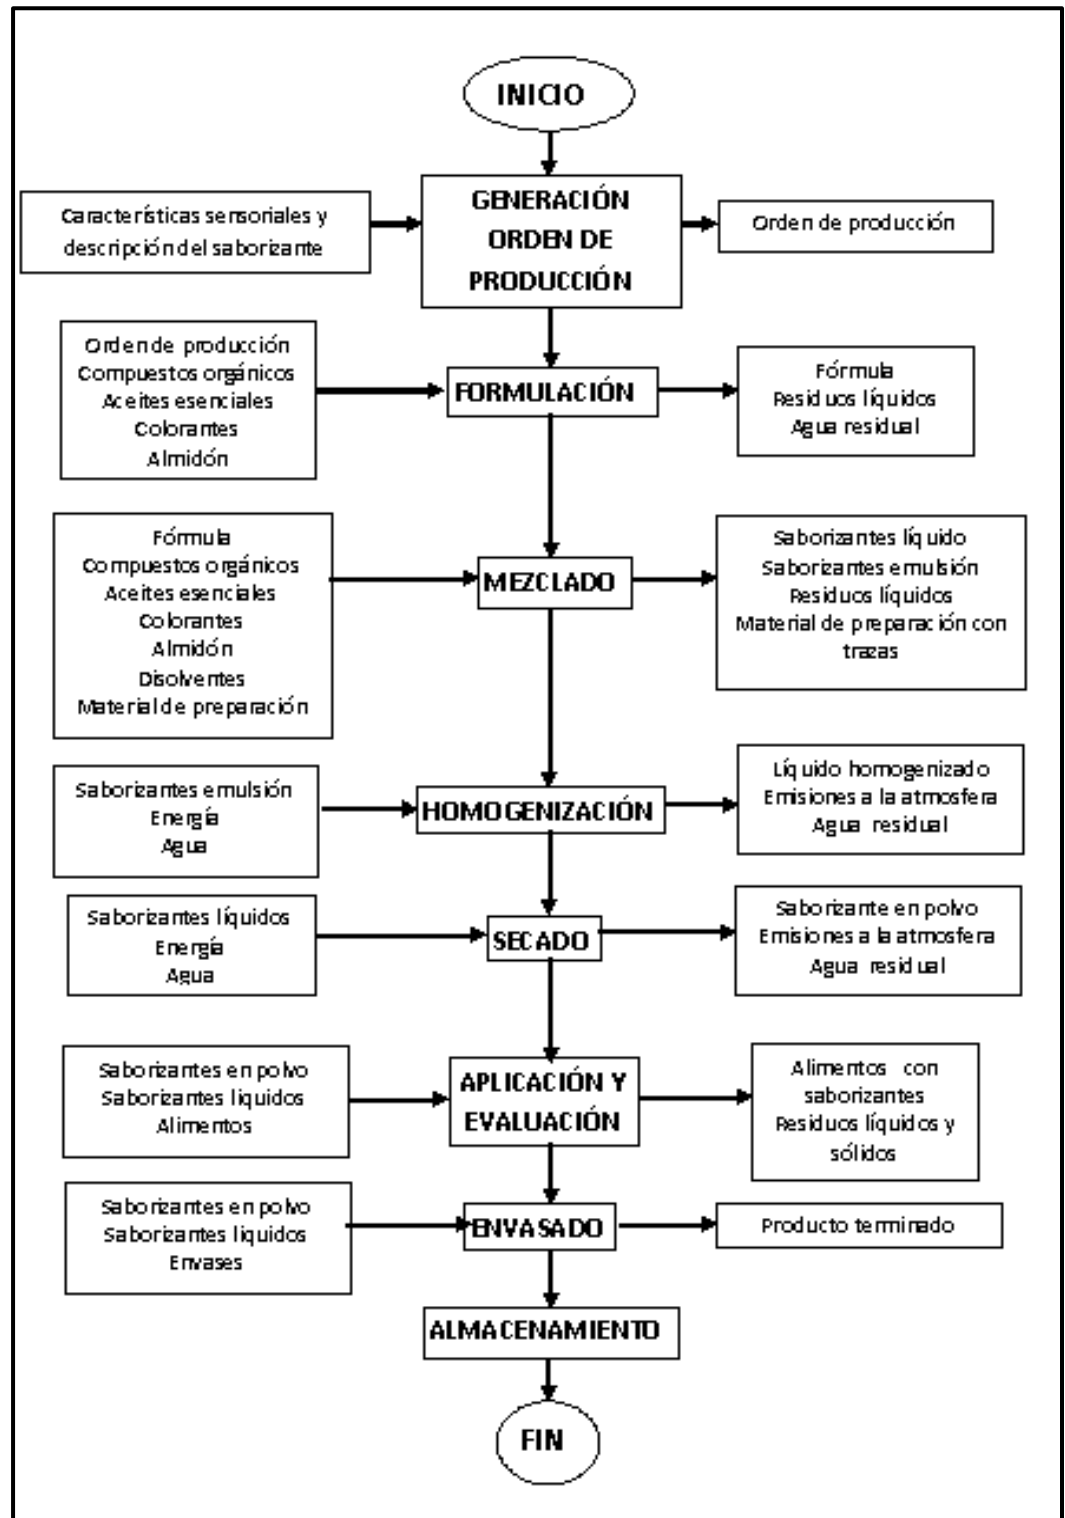 INICIO
Características sensoriales y
descripción del saborizante
GENERACIÓN
ORDEN DE
PRODUCCIÓN
Orden de producción
Orden de producción
Compuestos orgánicos
Aceites esenciales
Colorantes
Almidón
FORMULACIÓN
Fórmula
Residuos líquidos
Agua residual
Fórmula
Compuestos orgánicos
Aceites esenciales
Colorantes
Almidón
Disolventes
Material de preparación
MEZCLADO
Saborizantes líquido
Saborizantes emulsión
Residuos líquidos
Material de preparación con
trazas
Saborizantes emulsión
Energía
Agua
HOMOGENIZACIÓN
Líquido homogenizado
Emisiones a la atmosfera
Agua residual
Saborizantes líquidos
Energía
Agua
SECADO
Saborizante en polvo
Emisiones a la atmosfera
Agua residual
Saborizantes en polvo
Saborizantes liquidos
Alimentos
APLICACIÓN Y
EVALUACIÓN
Alimentos con
saborizantes
Residuos líquidos y
sólidos
Saborizantes en polvo
Saborizantes liquidos
Envases
ENVASADO
Producto terminado
ALMACENAMIENTO
FIN